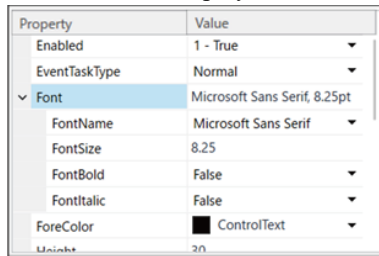 Property Value
Enabled 1 - True
EventTaskType Normal
Font Microsoft Sans Serif, 8.25pt
FontName Microsoft Sans Serif
FontSize 8.25
FontBold False
FontItalic False
ForeColor ControlText
Height 30